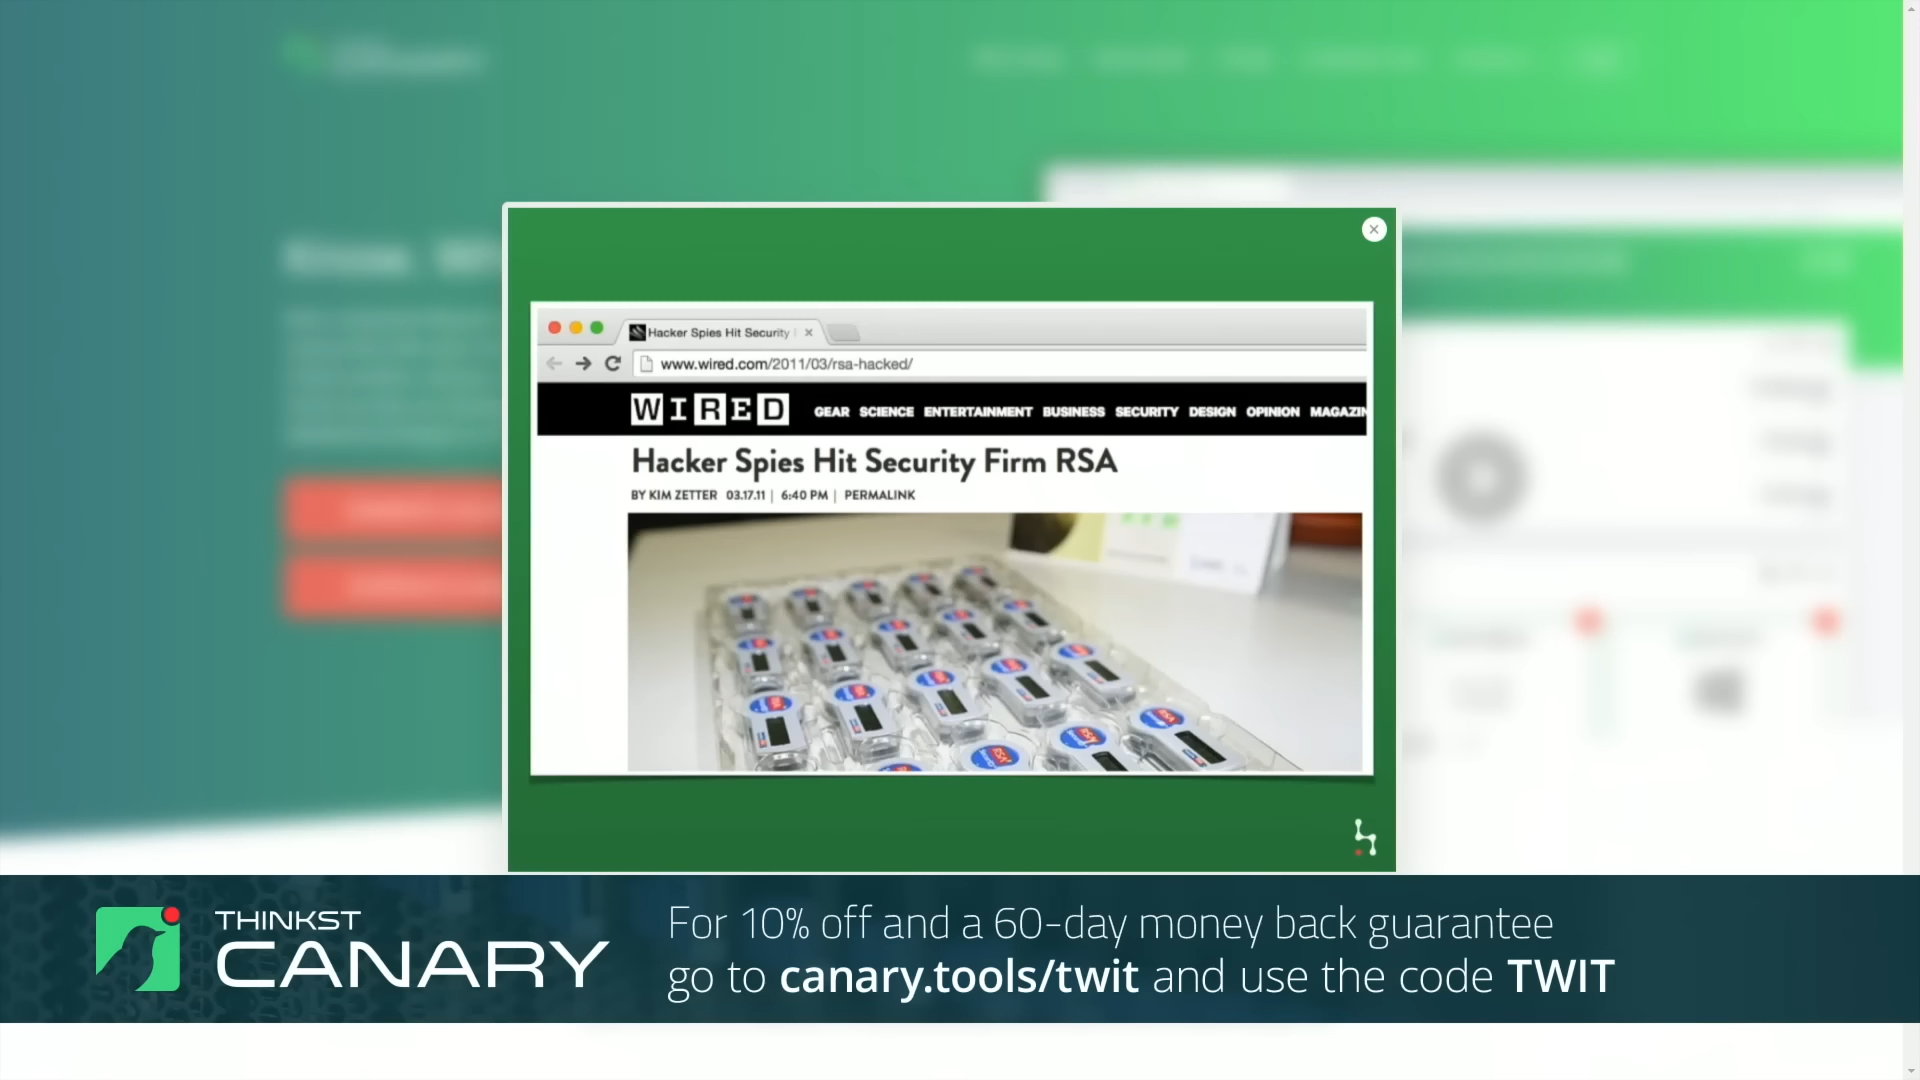 Hacker Spies Hit Security
www.wired.com/2011/03/rsa-hacked/
WIRED GEAR SCIENCE ENTERTAINMENT BUSINESS SECURITY DESIGN OPINION MAGAZIN
Hacker Spies Hit Security Firm RSA
BY KIM ZETTER 03.17.11 | 6:40 PM | PERMALINK
THINKST
CANARY
For 10% off and a 60-day money back guarantee
go to canary.tools/twit and use the code TWIT